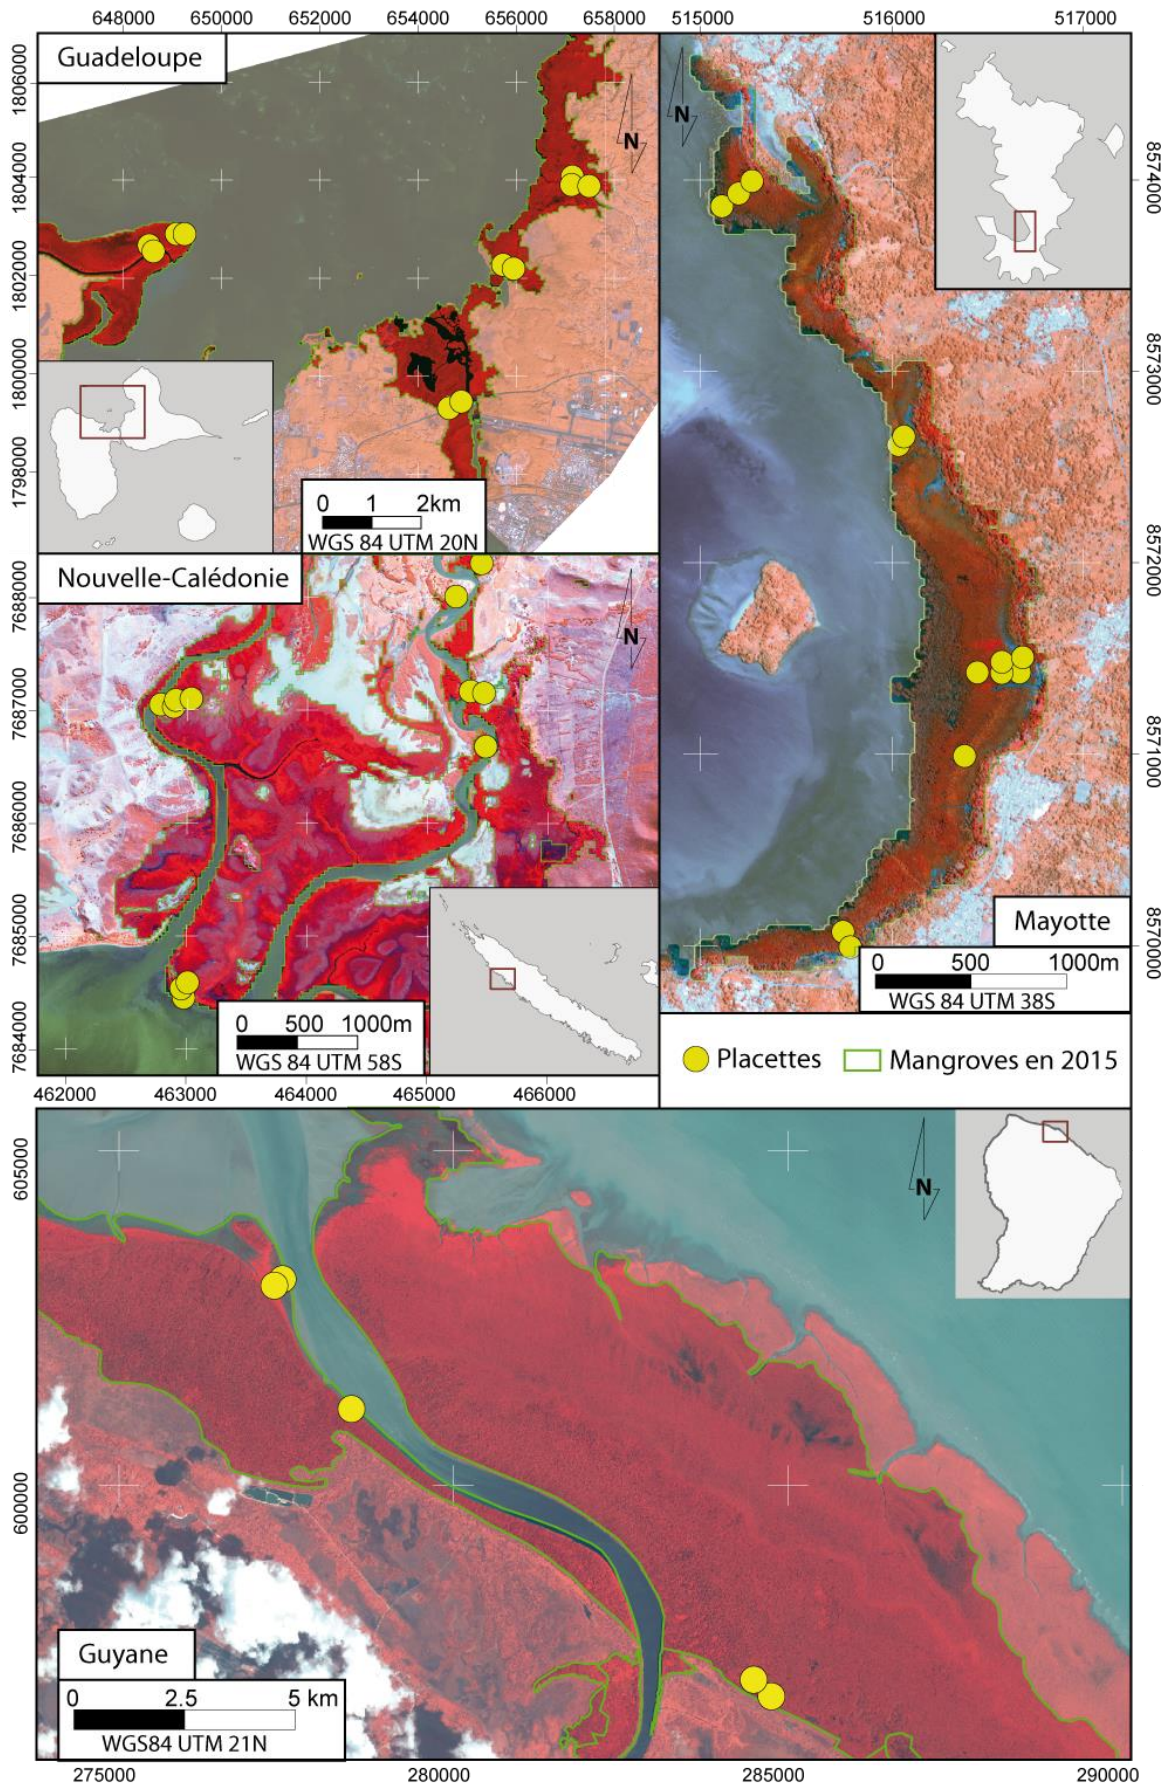 648000 650000 652000 654000 656000 658000 515000 516000 517000
Guadeloupe
1806000
1804000
1802000
1800000
1798000
N
0 1 2km
WGS 84 UTM 20N
N
8574000
8573000
8572000
8571000
8570000
Mayotte
0 500 1000m
WGS 84 UTM 38S
Nouvelle-Calédonie
7688000
7687000
7686000
7685000
7684000
N
0 500 1000m
WGS 84 UTM 58S
462000 463000 464000 465000 466000
Placettes Mangroves en 2015
605000
600000
N
Guyane
0 2.5 5 km
WGS84 UTM 21N
275000 280000 285000 290000